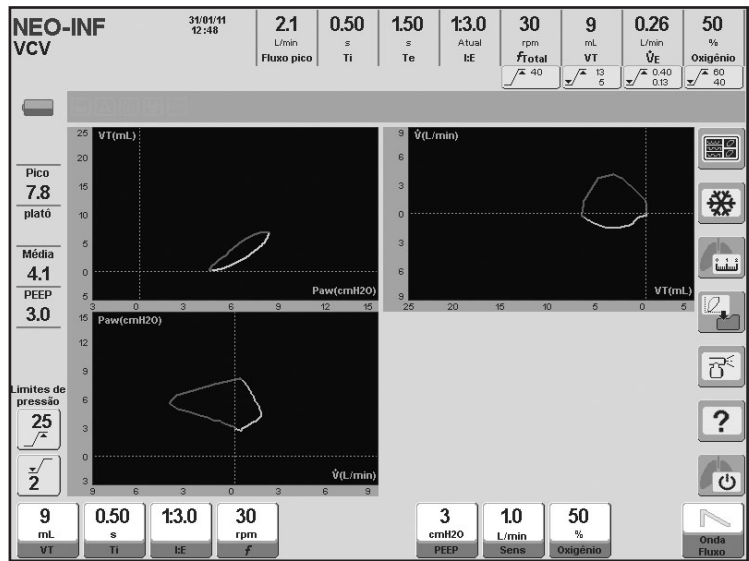 NEO-INF
VCV
31/01/11
12:48
2.1
L/min
Fluxo pico
0.50
s
Ti
1.50
s
Te
1:3.0
Atual
I:E
30
rpm
fTotal
40
9
mL
VT
13
5
0.26
L/min
V̇E
0.40
0.13
50
%
Oxigênio
60
40
Pico
7.8
plató
Média
4.1
PEEP
3.0
Limites de
pressão
25
2
VT(mL)
25
20
15
10
5
0
5
3 0 3 6 9 12 15
Paw(cmH2O)
V̇(L/min)
9
6
3
0
3
6
9
25 20 15 10 5 0 5
VT(mL)
Paw(cmH2O)
15
12
9
6
3
0
3
9 6 3 0 3 6 9
V̇(L/min)
?
9
mL
VT
0.50
s
Ti
1:3.0
I:E
30
rpm
f
3
cmH2O
PEEP
1.0
L/min
Sens
50
%
Oxigênio
Onda
Fluxo